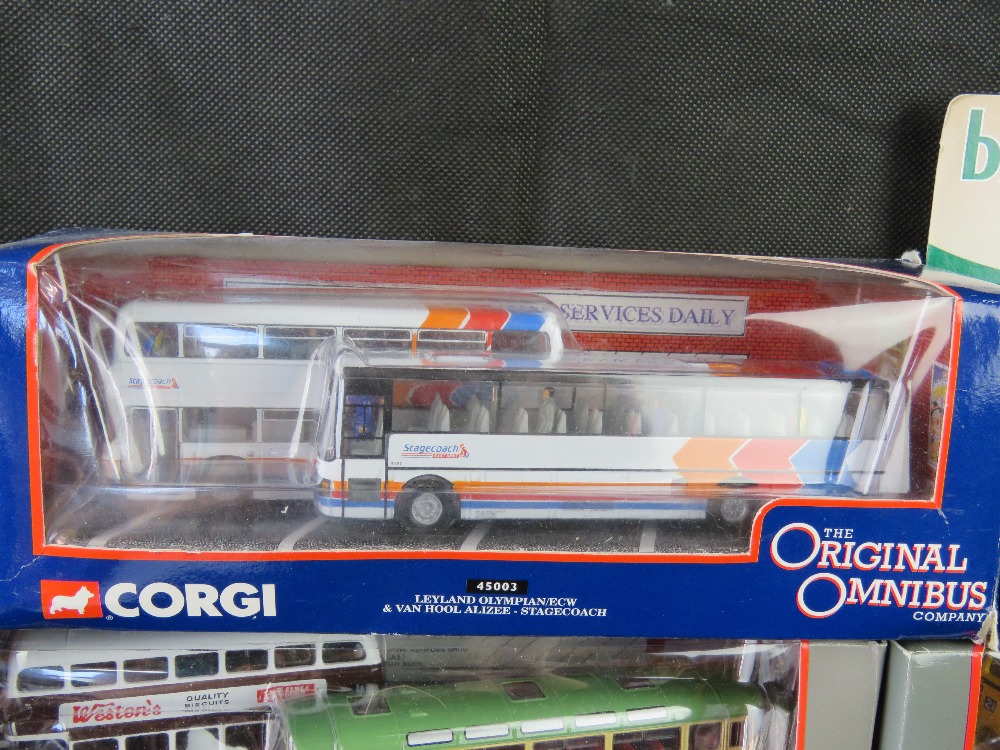 b
SERVICES DAILY
Stagecoach
Stagecoach
CORGI
45003
LEYLAND OLYMPIAN/ECW
& VAN HOOL ALIZEE - STAGECOACH
THE
ORIGINAL
OMNIBUS
COMPANY
Weston's
QUALITY
BISCUITS